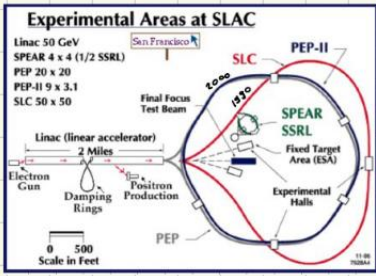 Experimental Areas at SLAC
Linac 50 GeV
SPEAR 4 x 4 (1/2 SSRL)
PEP 20 x 20
PEP-II 9 x 3.1
SLC 50 x 50
San Francisco
SLC
PEP-II
2000
1990
Final Focus
Test Beam
SPEAR
SSRL
Fixed Target
Area (ESA)
Linac (linear accelerator)
2 Miles
Electron
Gun
Damping
Rings
Positron
Production
Experimental
Halls
PEP
0 500
Scale in Feet